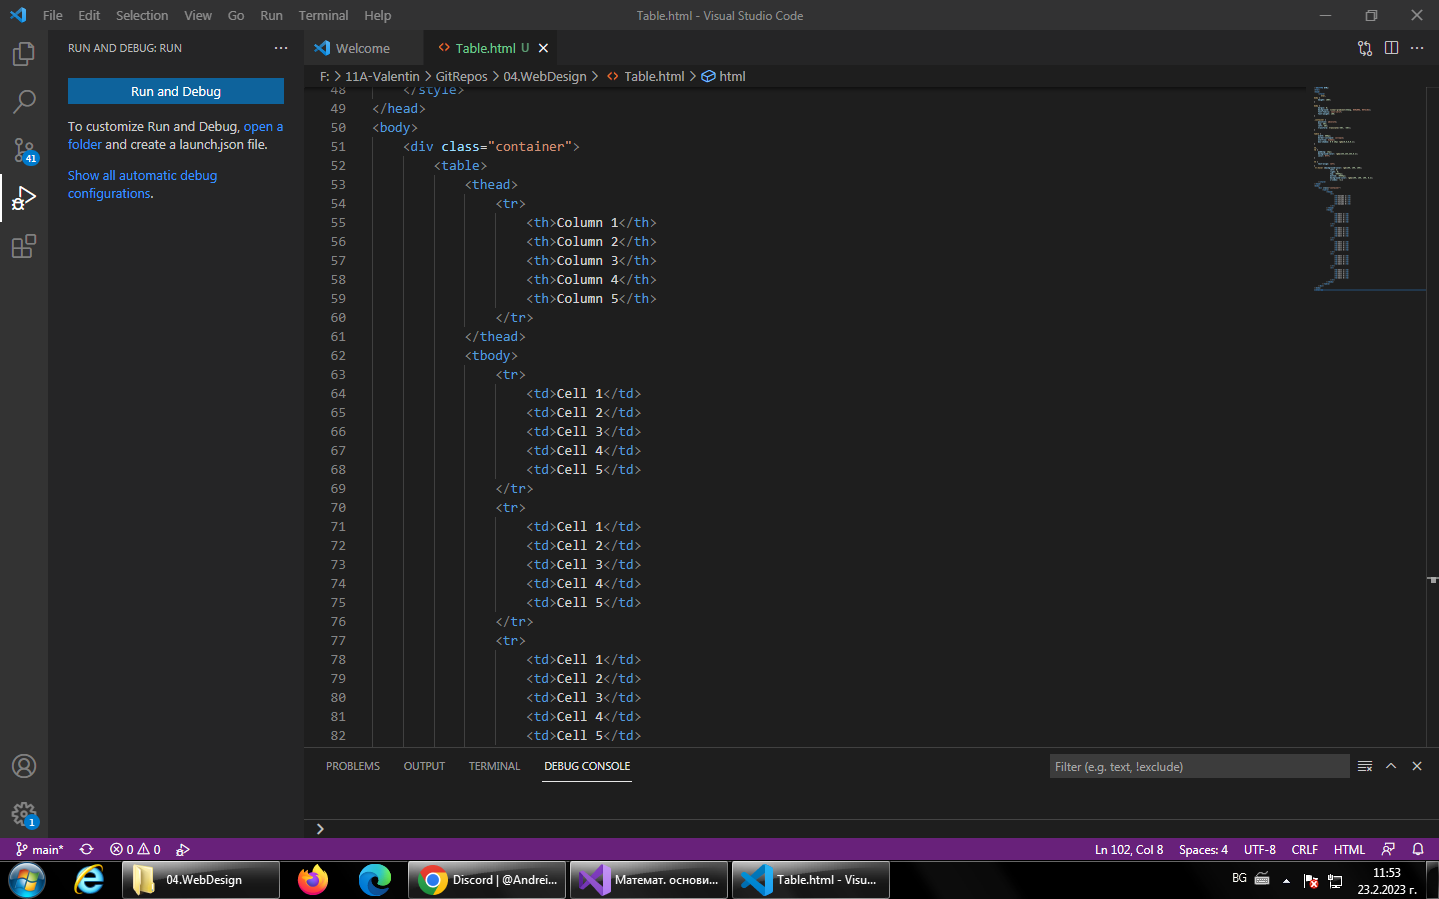 File Edit Selection View Go Run Terminal Help
Table.html - Visual Studio Code
RUN AND DEBUG: RUN
Run and Debug
To customize Run and Debug, open a
folder and create a launch.json file.
Show all automatic debug
configurations.
41
1
Welcome
Table.html U
F: > 11A-Valentin > GitRepos > 04.WebDesign > Table.html > html
48 </style>
49 </head>
50 <body>
51 <div class="container">
52 <table>
53 <thead>
54 <tr>
55 <th>Column 1</th>
56 <th>Column 2</th>
57 <th>Column 3</th>
58 <th>Column 4</th>
59 <th>Column 5</th>
60 </tr>
61 </thead>
62 <tbody>
63 <tr>
64 <td>Cell 1</td>
65 <td>Cell 2</td>
66 <td>Cell 3</td>
67 <td>Cell 4</td>
68 <td>Cell 5</td>
69 </tr>
70 <tr>
71 <td>Cell 1</td>
72 <td>Cell 2</td>
73 <td>Cell 3</td>
74 <td>Cell 4</td>
75 <td>Cell 5</td>
76 </tr>
77 <tr>
78 <td>Cell 1</td>
79 <td>Cell 2</td>
80 <td>Cell 3</td>
81 <td>Cell 4</td>
82 <td>Cell 5</td>
PROBLEMS OUTPUT TERMINAL DEBUG CONSOLE
Filter (e.g. text, !exclude)
main* 0 0
Ln 102, Col 8 Spaces: 4 UTF-8 CRLF HTML
04.WebDesign
Discord | @Andrei...
Математ. основи...
Table.html - Visu...
BG
11:53
23.2.2023 г.